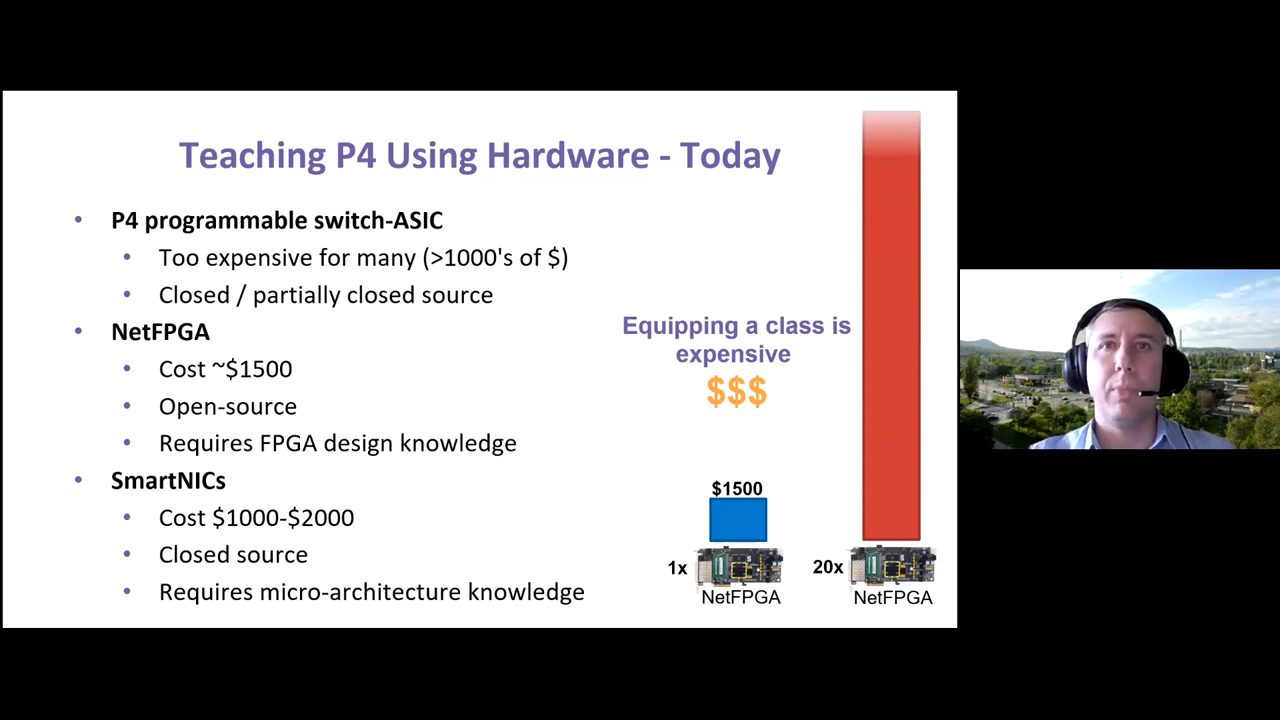 Teaching P4 Using Hardware - Today
• P4 programmable switch-ASIC
• Too expensive for many (>1000's of $)
• Closed / partially closed source
• NetFPGA
• Cost ~$1500
• Open-source
• Requires FPGA design knowledge
• SmartNICs
• Cost $1000-$2000
• Closed source
• Requires micro-architecture knowledge
Equipping a class is
expensive
$$$
$1500
1x
NetFPGA
20x
NetFPGA